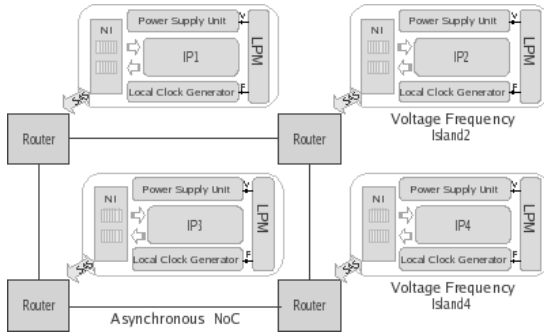 Power Supply Unit
V
NI
IP1
LPM
Local Clock Generator
F
S&S
Router
Power Supply Unit
V
NI
IP2
LPM
Local Clock Generator
F
S&S
Router
Voltage Frequency
Island2
Power Supply Unit
V
NI
IP3
LPM
Local Clock Generator
F
S&S
Router
Asynchronous NoC
Power Supply Unit
V
NI
IP4
LPM
Local Clock Generator
F
S&S
Router
Voltage Frequency
Island4